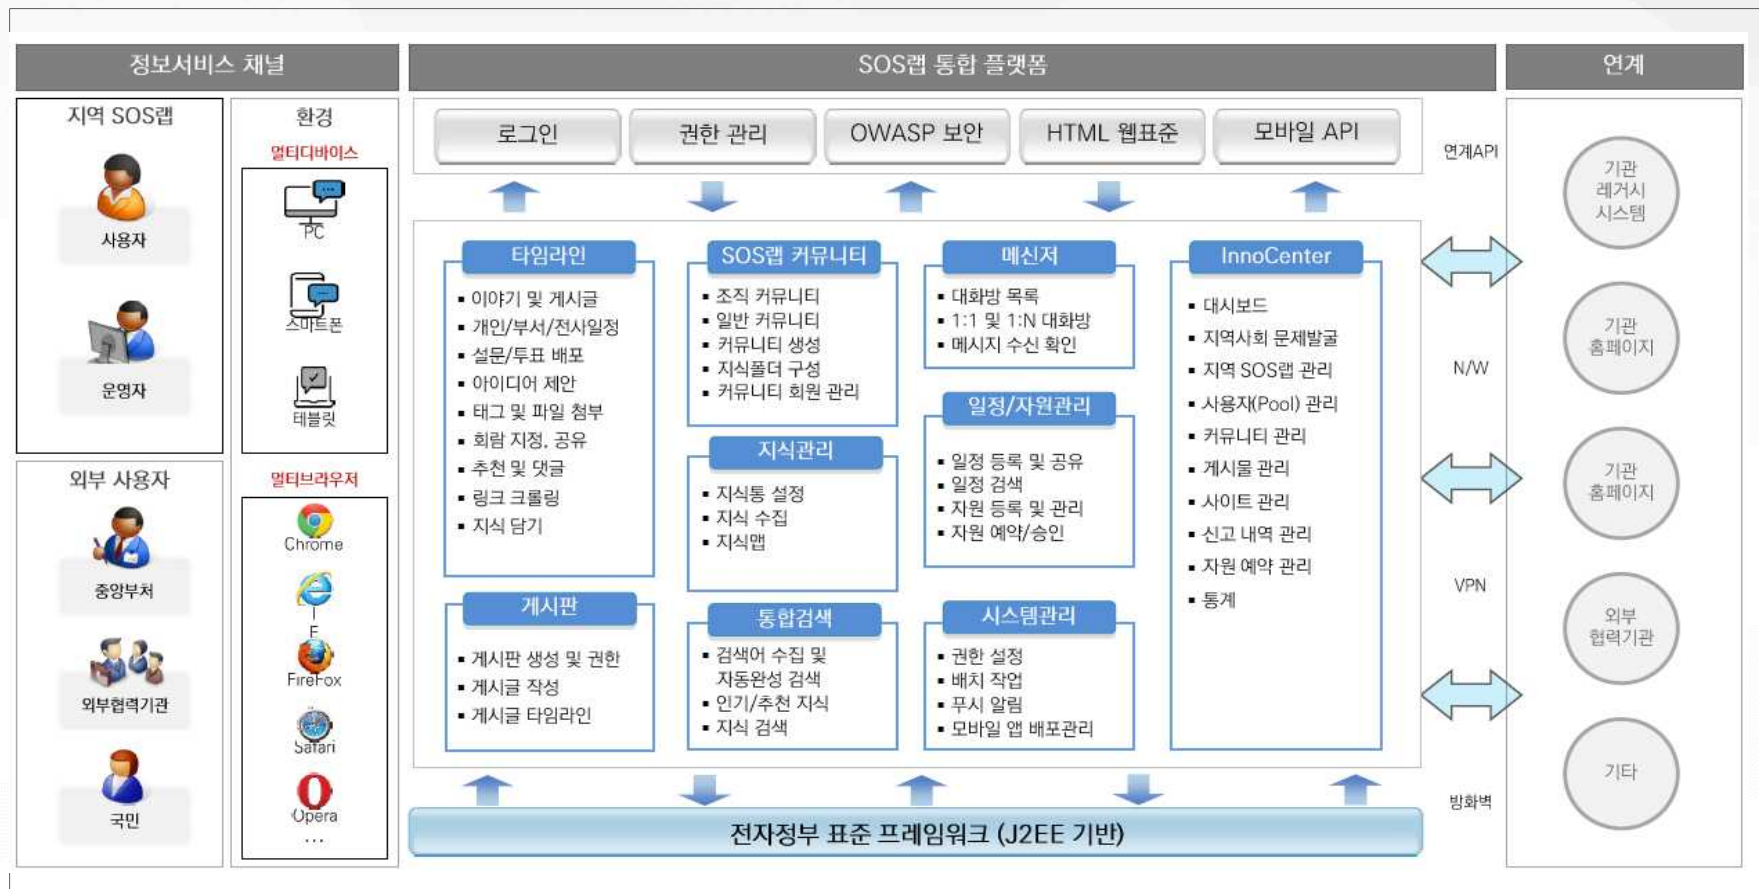 정보서비스 채널
SOS랩 통합 플랫폼
연계
지역 SOS랩
사용자
운영자
외부 사용자
중앙부처
외부협력기관
국민
환경
멀티디바이스
PC
스마트폰
테블릿
멀티브라우저
Chrome
I
E
FireFox
Safari
Opera
...
로그인
권한 관리
OWASP 보안
HTML 웹표준
모바일 API
타임라인
▪ 이야기 및 게시글
▪ 개인/부서/전사일정
▪ 설문/투표 배포
▪ 아이디어 제안
▪ 태그 및 파일 첨부
▪ 회람 지정, 공유
▪ 추천 및 댓글
▪ 링크 크롤링
▪ 지식 담기
게시판
▪ 게시판 생성 및 권한
▪ 게시글 작성
▪ 게시글 타임라인
SOS랩 커뮤니티
▪ 조직 커뮤니티
▪ 일반 커뮤니티
▪ 커뮤니티 생성
▪ 지식폴더 구성
▪ 커뮤니티 회원 관리
지식관리
▪ 지식통 설정
▪ 지식 수집
▪ 지식맵
통합검색
▪ 검색어 수집 및
자동완성 검색
▪ 인기/추천 지식
▪ 지식 검색
메신저
▪ 대화방 목록
▪ 1:1 및 1:N 대화방
▪ 메시지 수신 확인
일정/자원관리
▪ 일정 등록 및 공유
▪ 일정 검색
▪ 자원 등록 및 관리
▪ 자원 예약/승인
시스템관리
▪ 권한 설정
▪ 배치 작업
▪ 푸시 알림
▪ 모바일 앱 배포관리
InnoCenter
▪ 대시보드
▪ 지역사회 문제발굴
▪ 지역 SOS랩 관리
▪ 사용자(Pool) 관리
▪ 커뮤니티 관리
▪ 게시물 관리
▪ 사이트 관리
▪ 신고 내역 관리
▪ 자원 예약 관리
▪ 통계
전자정부 표준 프레임워크 (J2EE 기반)
연계API
N/W
VPN
방화벽
기관
레거시
시스템
기관
홈페이지
기관
홈페이지
외부
협력기관
기타